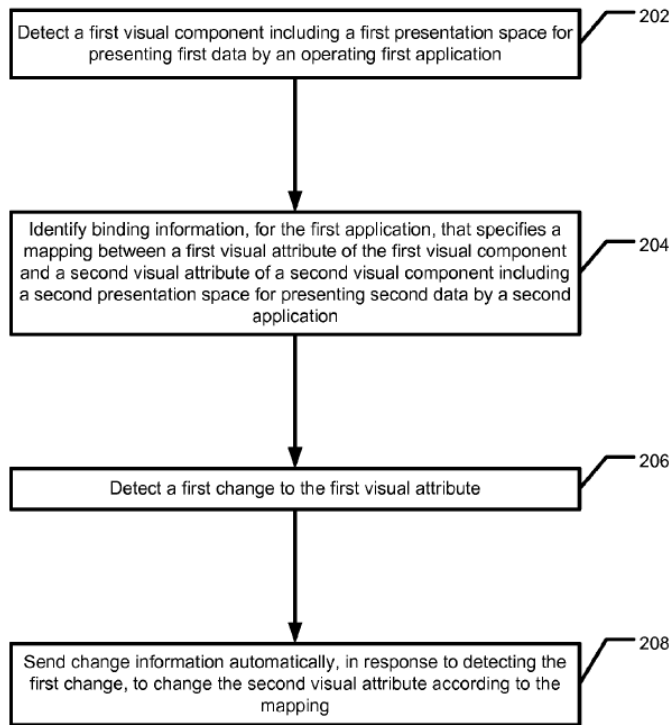 202
Detect a first visual component including a first presentation space for
presenting first data by an operating first application
204
Identify binding information, for the first application, that specifies a
mapping between a first visual attribute of the first visual component
and a second visual attribute of a second visual component including
a second presentation space for presenting second data by a second
application
206
Detect a first change to the first visual attribute
208
Send change information automatically, in response to detecting the
first change, to change the second visual attribute according to the
mapping